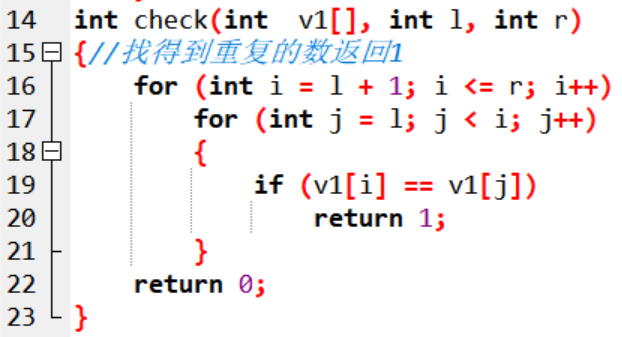 14 int check(int  v1[], int l, int r)
15 {//找得到重复的数返回1
16     for (int i = l + 1; i <= r; i++)
17         for (int j = l; j < i; j++)
18         {
19             if (v1[i] == v1[j])
20                 return 1;
21         }
22     return 0;
23 }